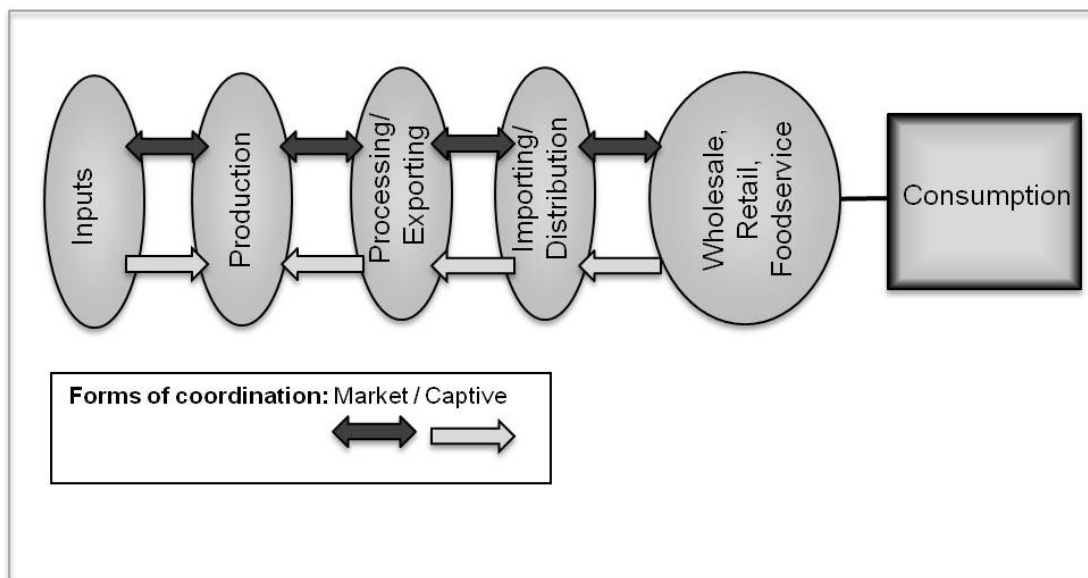 Inputs
Production
Processing/
Exporting
Importing/
Distribution
Wholesale,
Retail,
Foodservice
Consumption
Forms of coordination: Market / Captive